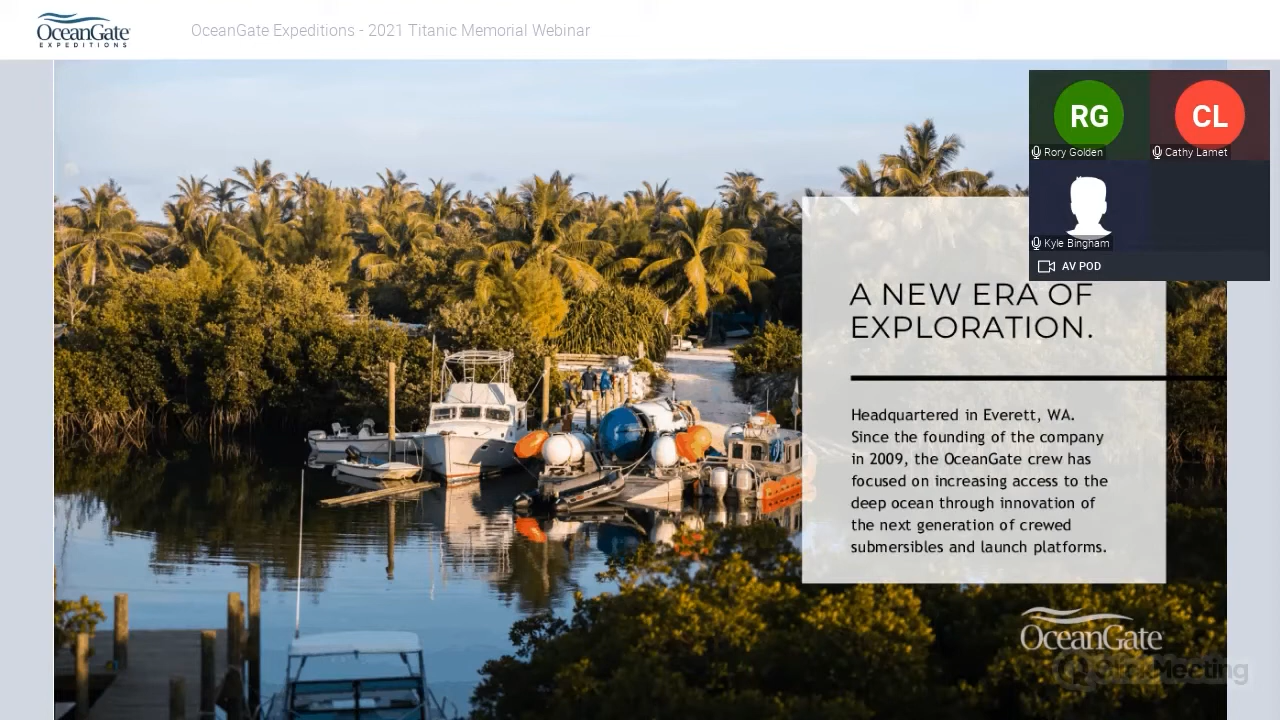 OceanGate
EXPEDITIONS
OceanGate Expeditions - 2021 Titanic Memorial Webinar
RG
CL
Rory Golden
Cathy Lamet
Kyle Bingham
AV POD
A NEW ERA OF
EXPLORATION.
Headquartered in Everett, WA.
Since the founding of the company
in 2009, the OceanGate crew has
focused on increasing access to the
deep ocean through innovation of
the next generation of crewed
submersibles and launch platforms.
OceanGate
Meeting